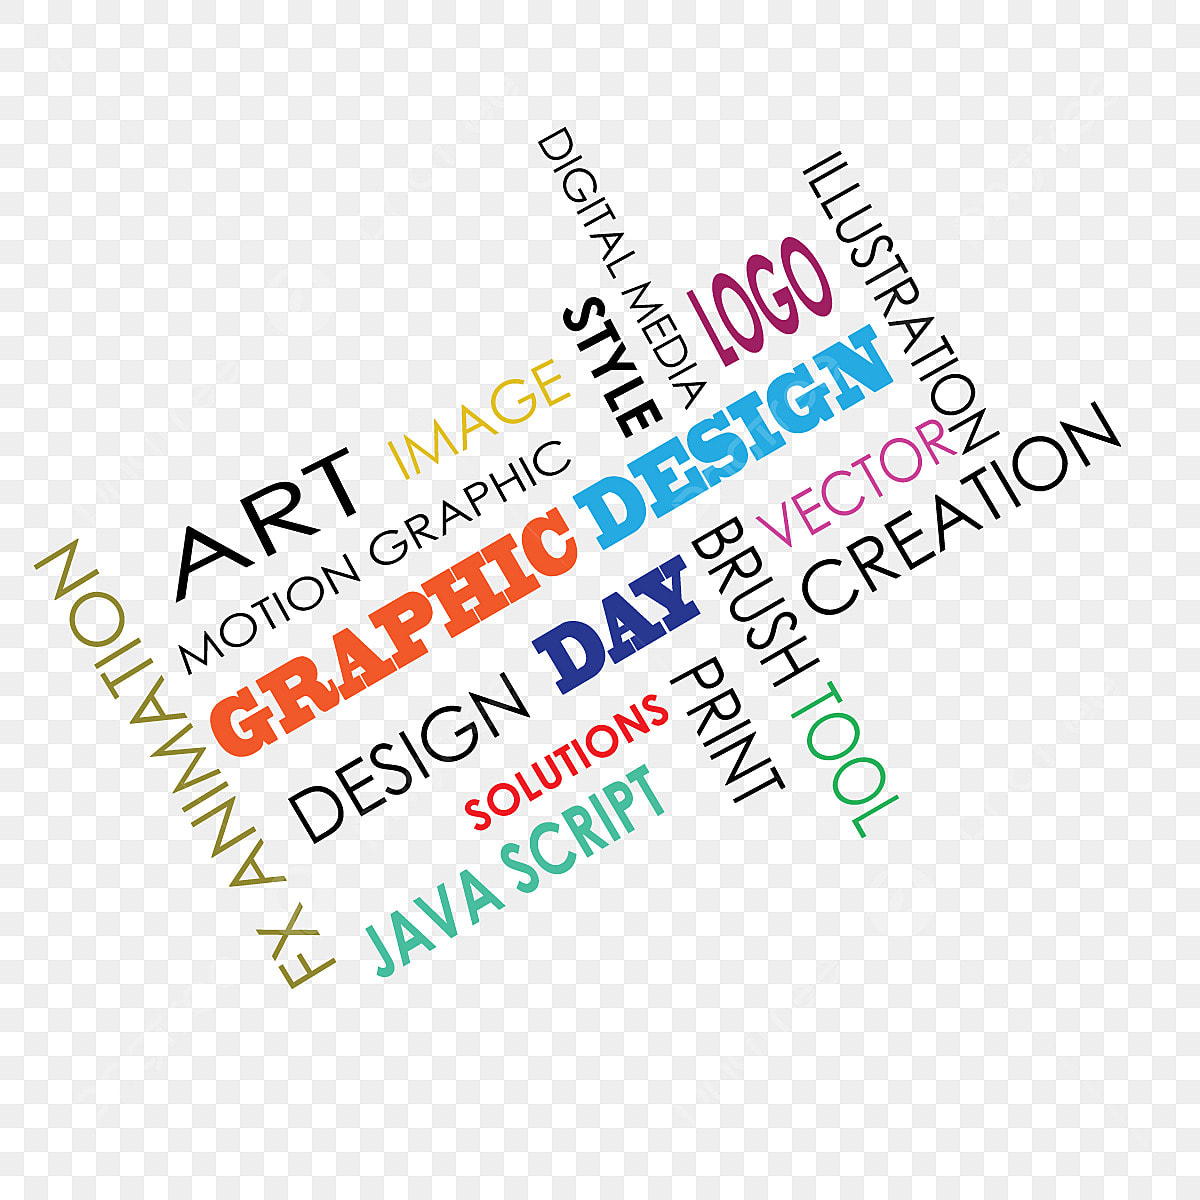 DIGITAL MEDIA
ILLUSTRATION
LOGO
STYLE
IMAGE
ART
MOTION GRAPHIC
GRAPHIC DESIGN
DAY
VECTOR
CREATION
BRUSH TOOL
FX ANIMATION
DESIGN
PRINT
SOLUTIONS
JAVA SCRIPT